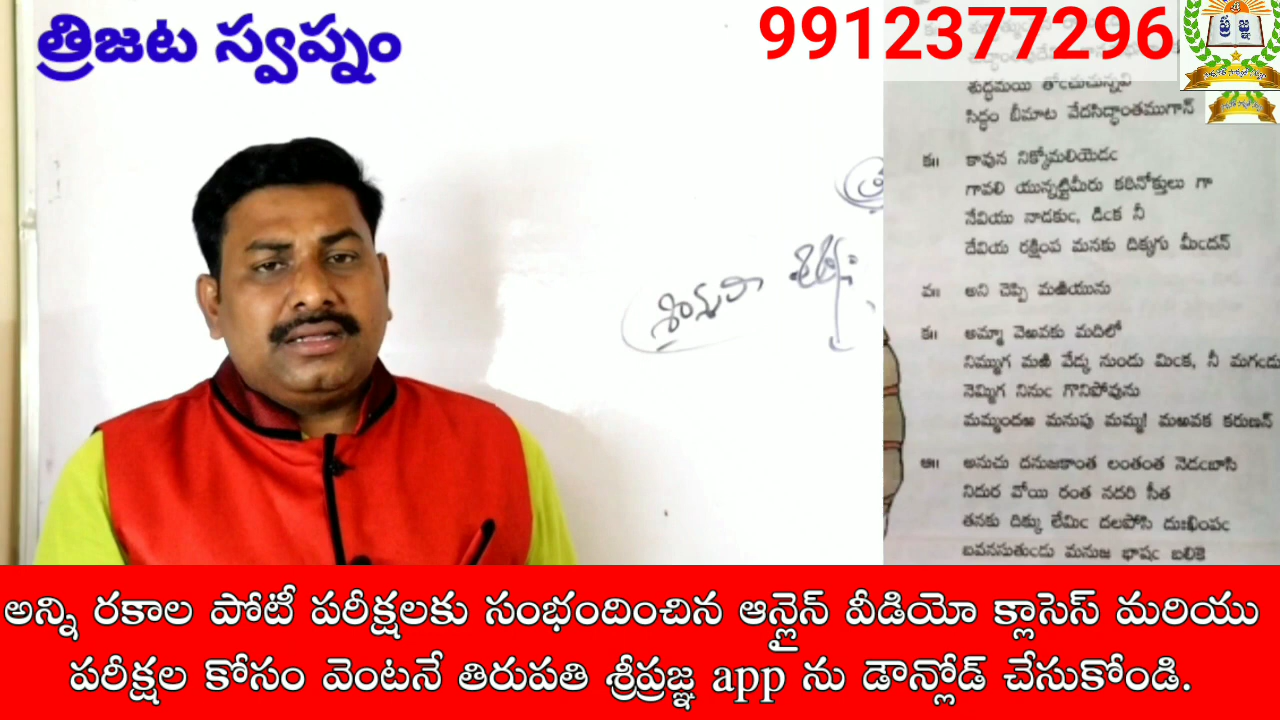 త్రిజట స్వప్నం
9912377296
ప్రజ్ఞ
శుద్ధమయి తోఁచుచున్నవి
సిద్ధం బీమాట వేదసిద్ధాంతముగాన్
క॥ కావున నిక్కోమలియెడఁ
గావలి యున్నట్టిమీరు కఠినోక్తులు గా
నేవియు నాడకుఁ, డిఁక నీ
దేవియ రక్షింప మనకు దిక్కగు మీఁదన్
వ॥ అని చెప్పి మఱియును
క॥ అమ్మా వెఱవకు మదిలో
నిమ్ముగ మఱి వేడ్క నుండు మిఁక, నీ మగఁడు
నెమ్మిగ నినుఁ గొనిపోవును
మమ్మందఱ మనుపు మమ్మ! మఱవక కరుణన్
ఆ॥ అనుచు దనుజకాంత లంతంత నెడఁబాసి
నిదుర వోయి రంత నదరి సీత
తనకు దిక్కు లేమిఁ దలపోసి దుఃఖింపఁ
బవనసుతుఁడు మనుజ భాషఁ బలికె
అన్ని రకాల పోటీ పరీక్షలకు సంభందించిన ఆన్లైన్ వీడియో క్లాసెస్ మరియు
పరీక్షల కోసం వెంటనే తిరుపతి శ్రీప్రజ్ఞ app ను డౌన్లోడ్ చేసుకోండి.